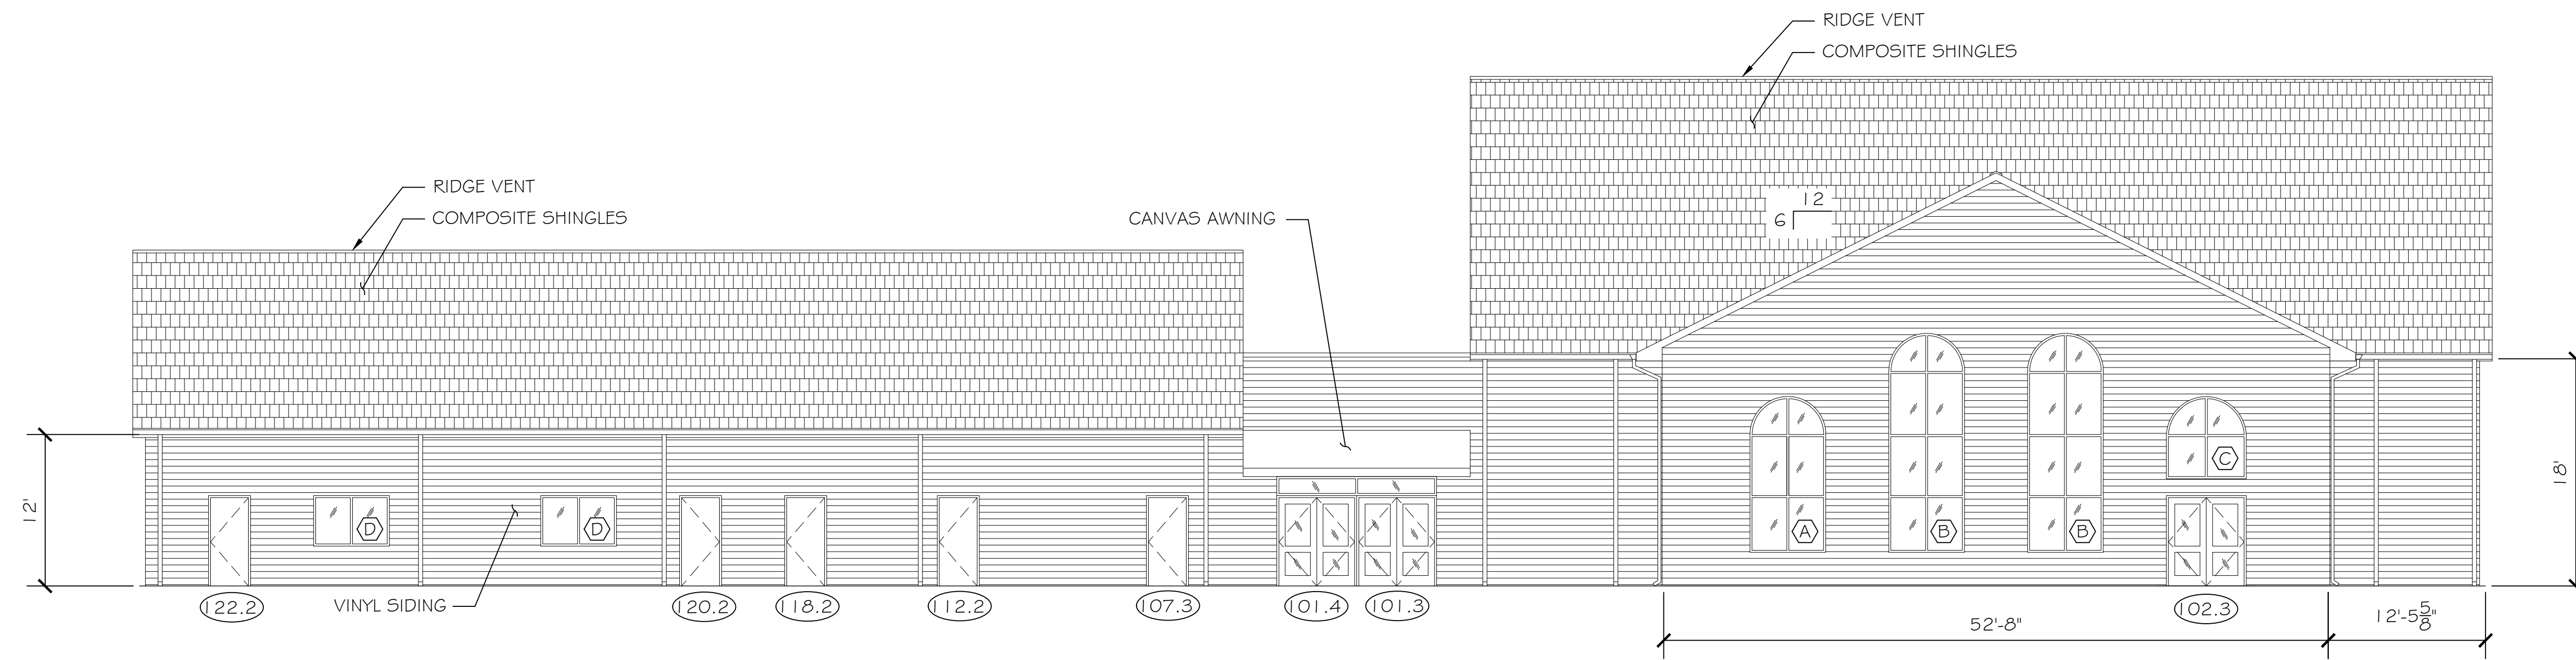 RIDGE VENT
COMPOSITE SHINGLES
RIDGE VENT
COMPOSITE SHINGLES
CANVAS AWNING
12
6
12'
18'
D
D
A
B
B
C
VINYL SIDING
122.2
120.2
118.2
112.2
107.3
101.4
101.3
102.3
52'-8"
12'-5 5/8"